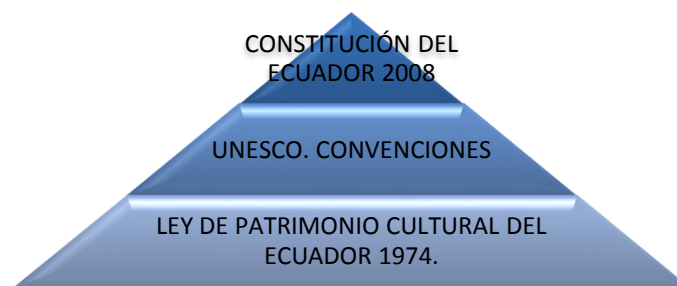 CONSTITUCIÓN DEL
ECUADOR 2008
UNESCO. CONVENCIONES
LEY DE PATRIMONIO CULTURAL DEL
ECUADOR 1974.